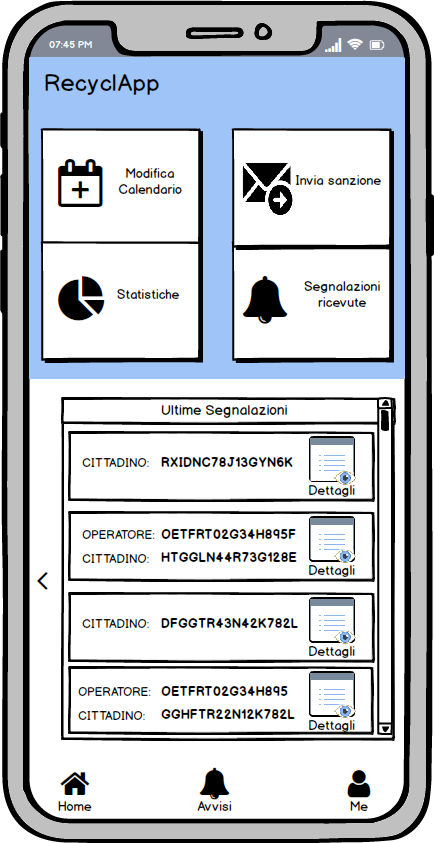 07:45 PM
RecyclApp
Modifica
Calendario
Invia sanzione
Statistiche
Segnalazioni
ricevute
Ultime Segnalazioni
CITTADINO: RXIDNC78J13GYN6K
Dettagli
OPERATORE: OETFRT02G34H895F
CITTADINO: HTGGLN44R73G128E
Dettagli
CITTADINO: DFGGTR43N42K782L
Dettagli
OPERATORE: OETFRT02G34H895
CITTADINO: GGHFTR22N12K782L
Dettagli
Home
Avvisi
Me